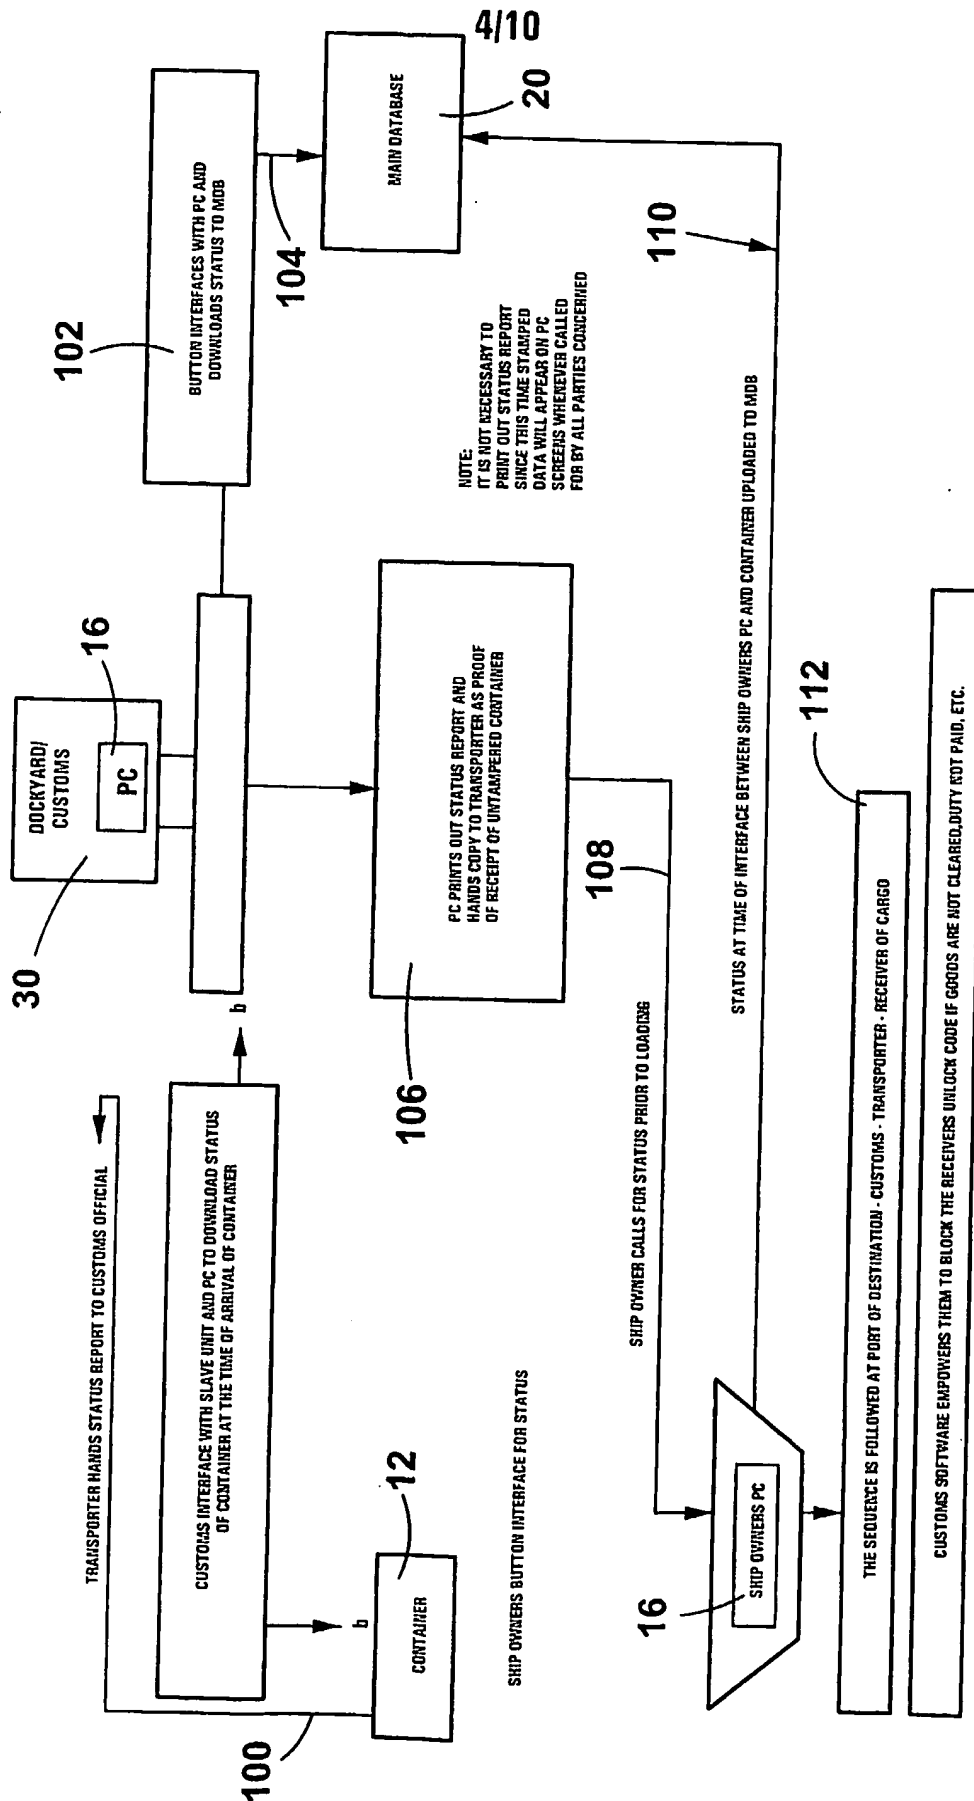 4/10
TRANSPORTER HANDS STATUS REPORT TO CUSTOMS OFFICIAL
100
CUSTOMS INTERFACE WITH SLAVE UNIT AND PC TO DOWNLOAD STATUS
OF CONTAINER AT THE TIME OF ARRIVAL OF CONTAINER
b
b
CONTAINER
12
30
DOCKYARD/
CUSTOMS
PC
16
102
BUTTON INTERFACES WITH PC AND
DOWNLOADS STATUS TO MDB
104
MAIN DATABASE
20
106
PC PRINTS OUT STATUS REPORT AND
HANDS COPY TO TRANSPORTER AS PROOF
OF RECEIPT OF UNTAMPERED CONTAINER
NOTE:
IT IS NOT NECESSARY TO
PRINT OUT STATUS REPORT
SINCE THIS TIME STAMPED
DATA WILL APPEAR ON PC
SCREENS WHENEVER CALLED
FOR BY ALL PARTIES CONCERNED
SHIP OWNERS BUTTON INTERFACE FOR STATUS
108
SHIP OWNER CALLS FOR STATUS PRIOR TO LOADING
110
STATUS AT TIME OF INTERFACE BETWEEN SHIP OWNERS PC AND CONTAINER UPLOADED TO MDB
16
SHIP OWNERS PC
112
THE SEQUENCE IS FOLLOWED AT PORT OF DESTINATION - CUSTOMS - TRANSPORTER - RECEIVER OF CARGO
CUSTOMS SOFTWARE EMPOWERS THEM TO BLOCK THE RECEIVERS UNLOCK CODE IF GOODS ARE NOT CLEARED,DUTY NOT PAID, ETC.